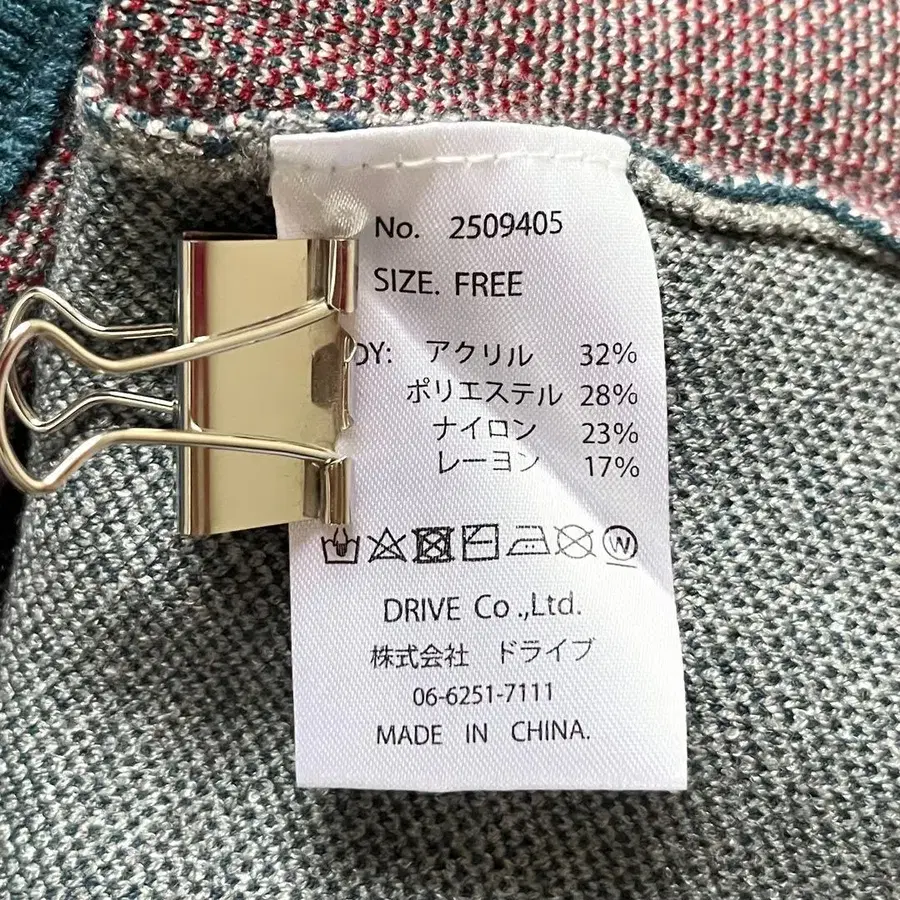 No. 2509405
SIZE. FREE
DY: アクリル 32%
ポリエステル 28%
ナイロン 23%
レーヨン 17%
W
DRIVE Co.,Ltd.
株式会社 ドライブ
06-6251-7111
MADE IN CHINA.